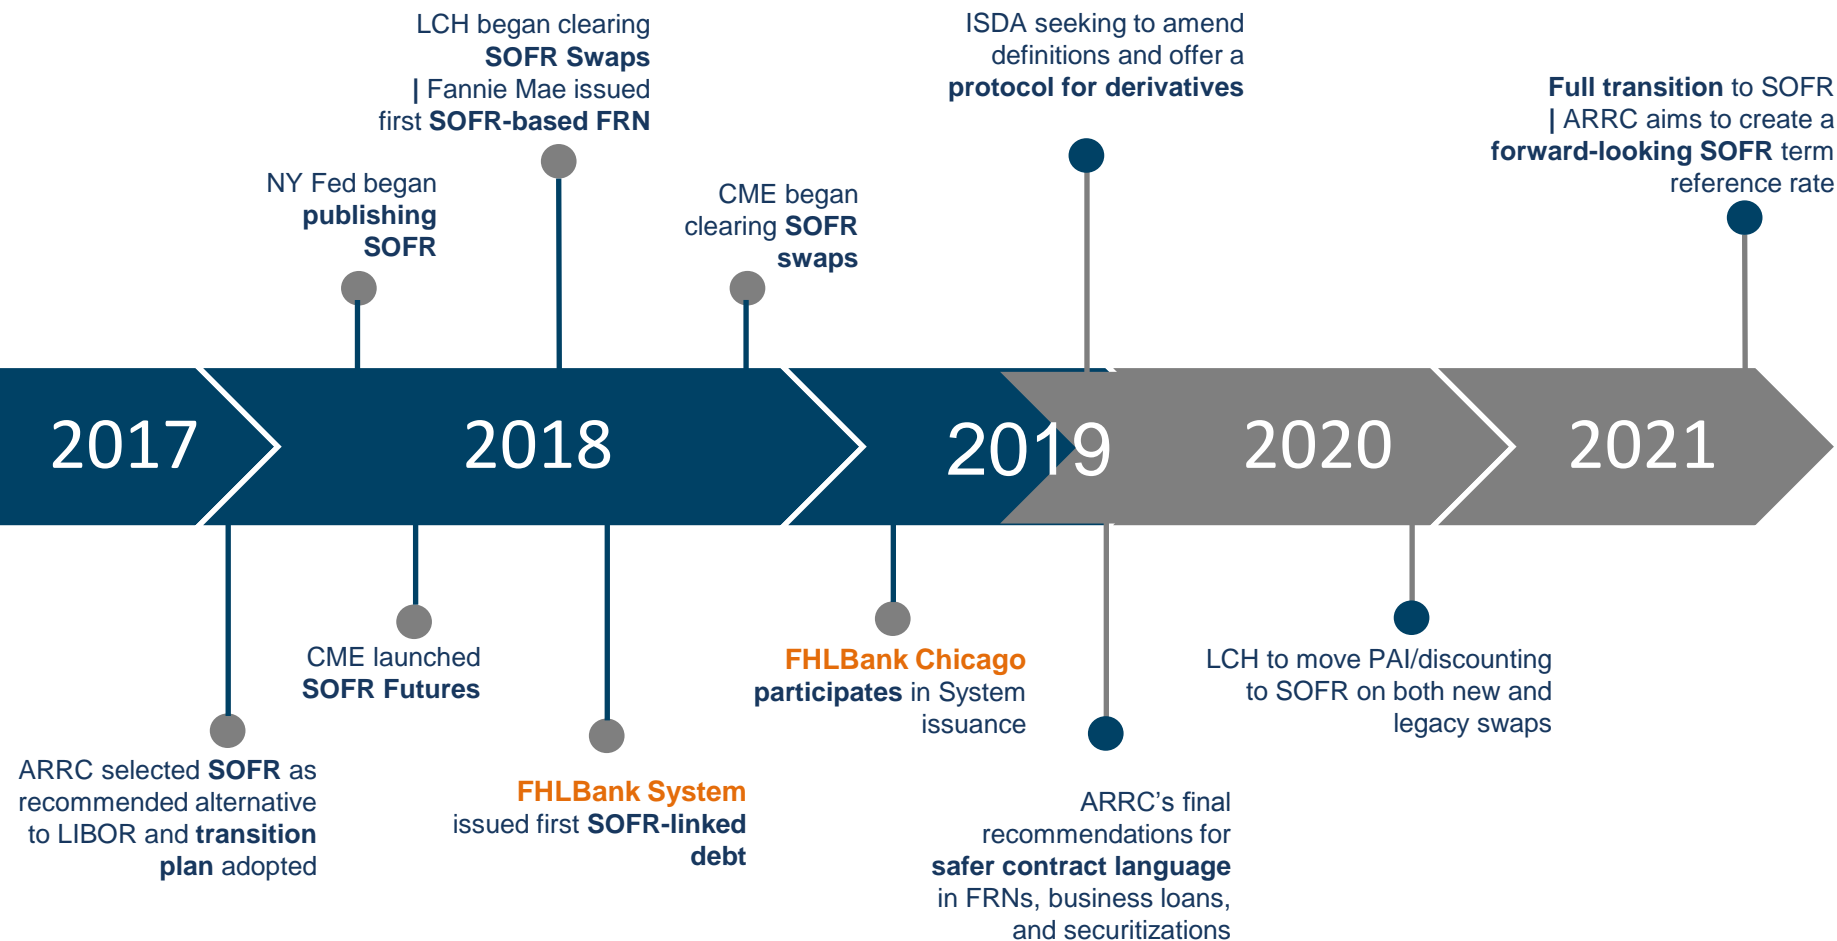 LCH began clearing
SOFR Swaps
| Fannie Mae issued
first SOFR-based FRN
ISDA seeking to amend
definitions and offer a
protocol for derivatives
Full transition to SOFR
| ARRC aims to create a
forward-looking SOFR term
reference rate
NY Fed began
publishing
SOFR
CME began
clearing SOFR
swaps
2017
2018
2019
2020
2021
CME launched
SOFR Futures
FHLBank Chicago
participates in System
issuance
LCH to move PAI/discounting
to SOFR on both new and
legacy swaps
ARRC selected SOFR as
recommended alternative
to LIBOR and transition
plan adopted
FHLBank System
issued first SOFR-linked
debt
ARRC’s final
recommendations for
safer contract language
in FRNs, business loans,
and securitizations